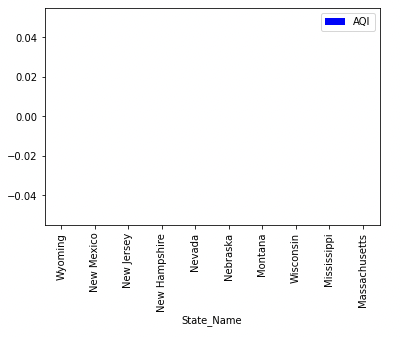 AQI
0.04
0.02
0.00
−0.02
−0.04
Wyoming
New Mexico
New Jersey
New Hampshire
Nevada
Nebraska
Montana
Wisconsin
Mississippi
Massachusetts
State_Name